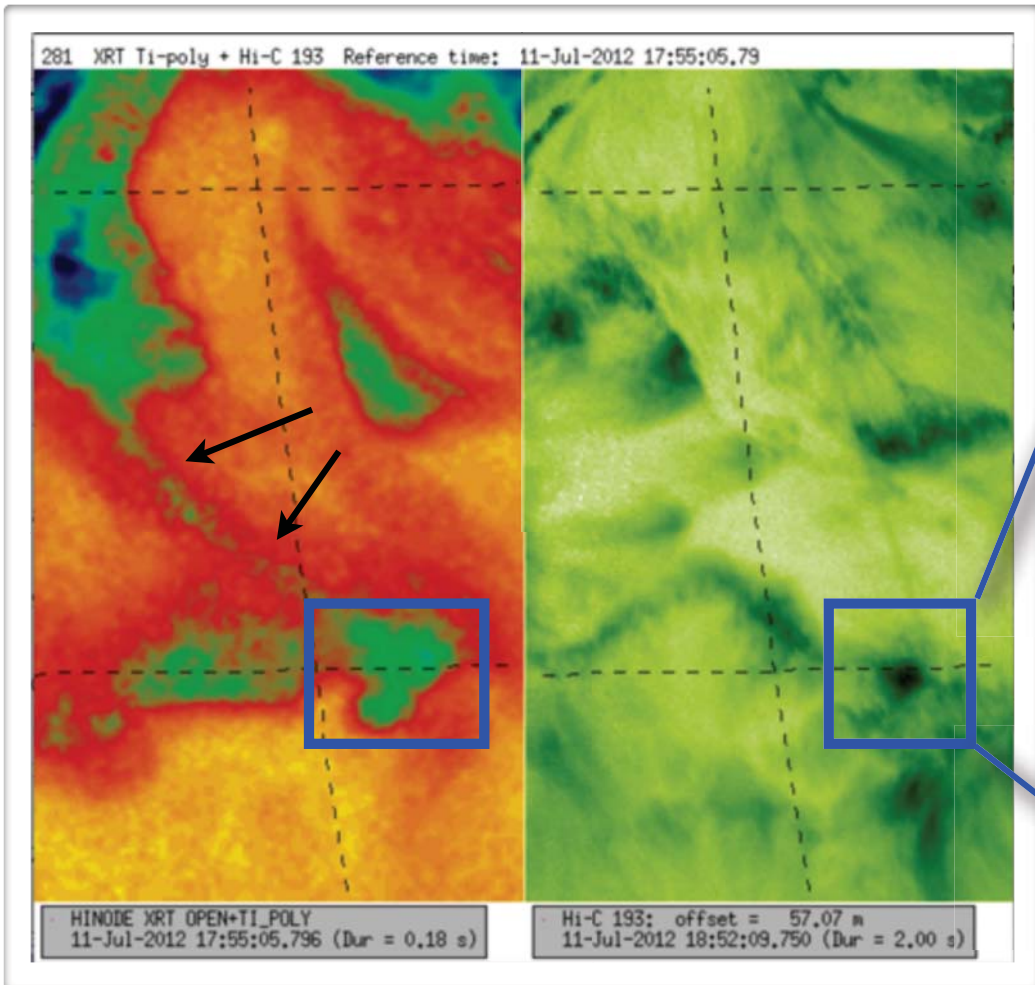 281 XRT Ti-poly + Hi-C 193 Reference time: 11-Jul-2012 17:55:05.79
HINODE XRT OPEN+TI_POLY
11-Jul-2012 17:55:05.796 (Dur = 0.18 s)
Hi-C 193: offset = 57.07 m
11-Jul-2012 18:52:09.750 (Dur = 2.00 s)